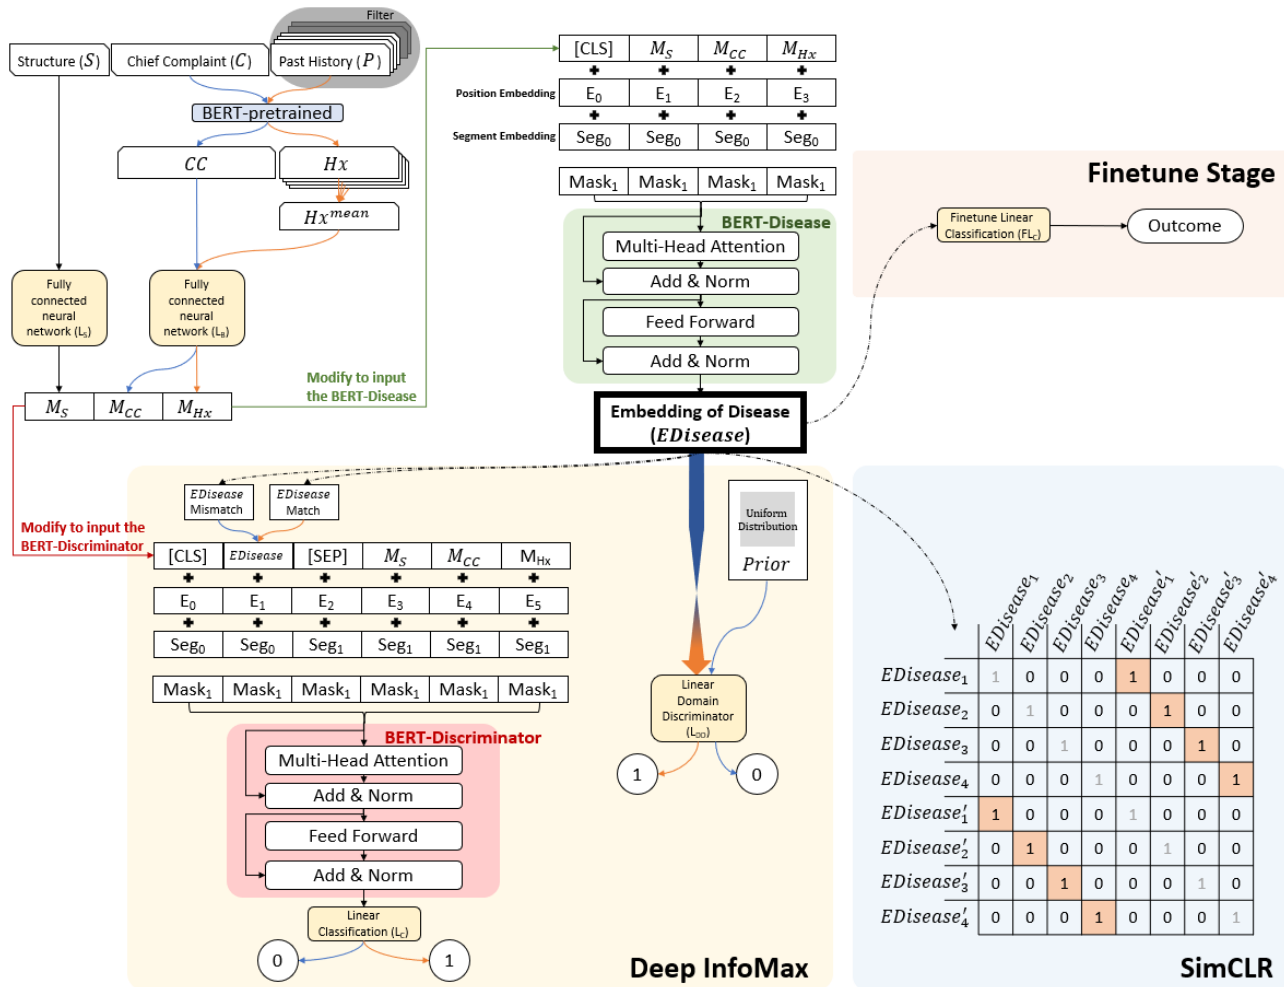 Filter
Structure (S)
Chief Complaint (C)
Past History (P)
BERT-pretrained
CC
Hx
Hx^mean
Fully
connected
neural
network (L_S)
Fully
connected
neural
network (L_B)
M_S M_CC M_Hx
Modify to input
the BERT-Disease
Modify to input the
BERT-Discriminator
[CLS] M_S M_CC M_Hx
Position Embedding E_0 E_1 E_2 E_3
Segment Embedding Seg_0 Seg_0 Seg_0 Seg_0
Mask_1 Mask_1 Mask_1 Mask_1
BERT-Disease
Multi-Head Attention
Add & Norm
Feed Forward
Add & Norm
Embedding of Disease
(EDisease)
Finetune Stage
Finetune Linear
Classification (FL_C)
Outcome
EDisease
Mismatch
EDisease
Match
[CLS] EDisease [SEP] M_S M_CC M_Hx
E_0 E_1 E_2 E_3 E_4 E_5
Seg_0 Seg_0 Seg_1 Seg_1 Seg_1 Seg_1
Mask_1 Mask_1 Mask_1 Mask_1 Mask_1 Mask_1
BERT-Discriminator
Multi-Head Attention
Add & Norm
Feed Forward
Add & Norm
Linear
Classification (L_C)
0 1
Uniform
Distribution
Prior
Linear
Domain
Discriminator
(L_DD)
1 0
Deep InfoMax
EDisease_1 EDisease_2 EDisease_3 EDisease_4 EDisease′_1 EDisease′_2 EDisease′_3 EDisease′_4
EDisease_1 1 0 0 0 1 0 0 0
EDisease_2 0 1 0 0 0 1 0 0
EDisease_3 0 0 1 0 0 0 1 0
EDisease_4 0 0 0 1 0 0 0 1
EDisease′_1 1 0 0 0 1 0 0 0
EDisease′_2 0 1 0 0 0 1 0 0
EDisease′_3 0 0 1 0 0 0 1 0
EDisease′_4 0 0 0 1 0 0 0 1
SimCLR